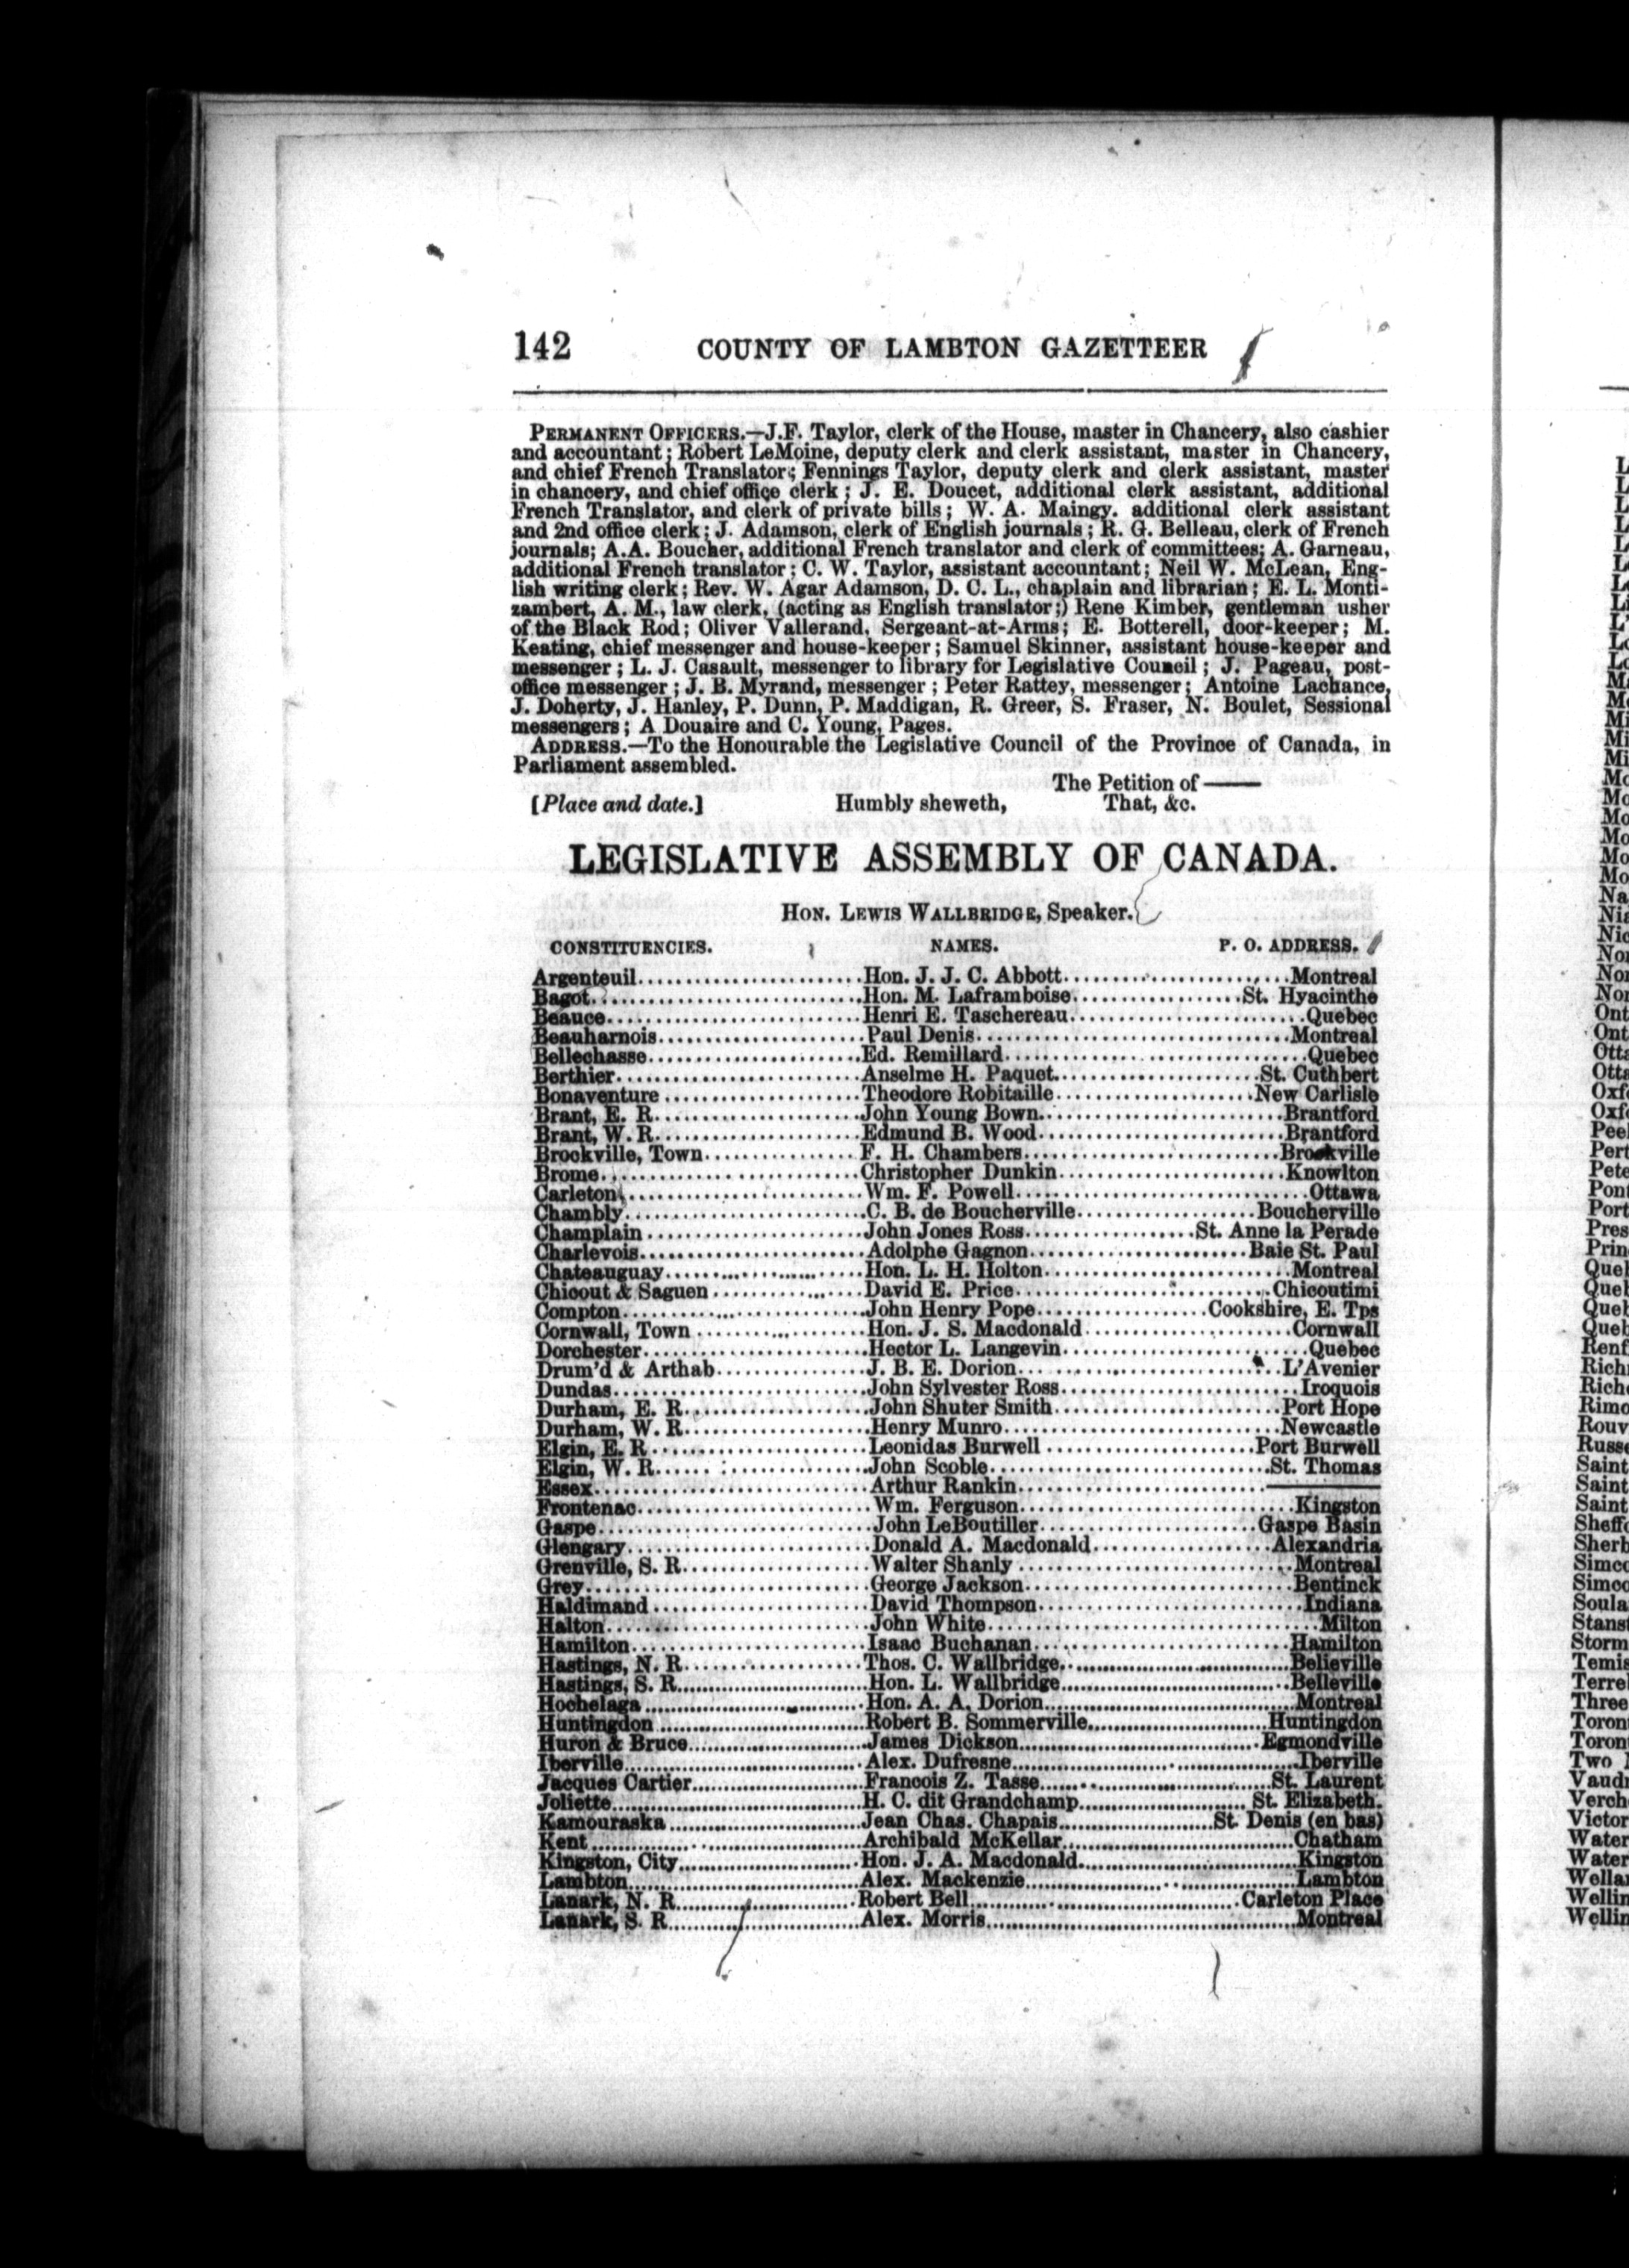 142 COUNTY OF LAMBTON GAZETTEER
PERMANENT OFFICERS.—J.F. Taylor, clerk of the House, master in Chancery, also cashier
and accountant; Robert LeMoine, deputy clerk and clerk assistant, master in Chancery,
and chief French Translator; Fennings Taylor, deputy clerk and clerk assistant, master
in chancery, and chief office clerk; J. E. Doucet, additional clerk assistant, additional
French Translator, and clerk of private bills; W. A. Maingy. additional clerk assistant
and 2nd office clerk; J. Adamson, clerk of English journals; R. G. Belleau, clerk of French
journals; A.A. Boucher, additional French translator and clerk of committees; A. Garneau,
additional French translator; C. W. Taylor, assistant accountant; Neil W. McLean, Eng-
lish writing clerk; Rev. W. Agar Adamson, D. C. L., chaplain and librarian; E. L. Monti-
zambert, A. M., law clerk, (acting as English translator;) Rene Kimber, gentleman usher
of the Black Rod; Oliver Vallerand, Sergeant-at-Arms; E. Botterell, door-keeper; M.
Keating, chief messenger and house-keeper; Samuel Skinner, assistant house-keeper and
messenger; L. J. Casault, messenger to library for Legislative Council; J. Pageau, post-
office messenger; J. B. Myrand, messenger; Peter Rattey, messenger; Antoine Lachance,
J. Doherty, J. Hanley, P. Dunn, P. Maddigan, R. Greer, S. Fraser, N. Boulet, Sessional
messengers; A Douaire and C. Young, Pages.
ADDRESS.—To the Honourable the Legislative Council of the Province of Canada, in
Parliament assembled.
The Petition of ——
[Place and date.] Humbly sheweth, That, &c.
LEGISLATIVE ASSEMBLY OF CANADA.
HON. LEWIS WALLBRIDGE, Speaker.
CONSTITUENCIES. NAMES. P. O. ADDRESS.
Argenteuil Hon. J. J. C. Abbott Montreal
Bagot Hon. M. Laframboise St. Hyacinthe
Beauce Henri E. Taschereau Quebec
Beauharnois Paul Denis Montreal
Bellechasse Ed. Remillard Quebec
Berthier Anselme H. Paquet St. Cuthbert
Bonaventure Theodore Robitaille New Carlisle
Brant, E. R. John Young Bown Brantford
Brant, W. R. Edmund B. Wood Brantford
Brockville, Town F. H. Chambers Brockville
Brome Christopher Dunkin Knowlton
Carleton Wm. F. Powell Ottawa
Chambly C. B. de Boucherville Boucherville
Champlain John Jones Ross St. Anne la Perade
Charlevois Adolphe Gagnon Baie St. Paul
Chateauguay Hon. L. H. Holton Montreal
Chicout & Saguen David E. Price Chicoutimi
Compton John Henry Pope Cookshire, E. Tps
Cornwall, Town Hon. J. S. Macdonald Cornwall
Dorchester Hector L. Langevin Quebec
Drum'd & Arthab J. B. E. Dorion L'Avenier
Dundas John Sylvester Ross Iroquois
Durham, E. R. John Shuter Smith Port Hope
Durham, W. R. Henry Munro Newcastle
Elgin, E. R. Leonidas Burwell Port Burwell
Elgin, W. R. John Scoble St. Thomas
Essex Arthur Rankin ———
Frontenac Wm. Ferguson Kingston
Gaspe John LeBoutiller Gaspe Basin
Glengary Donald A. Macdonald Alexandria
Grenville, S. R. Walter Shanly Montreal
Grey George Jackson Bentinck
Haldimand David Thompson Indiana
Halton John White Milton
Hamilton Isaac Buchanan Hamilton
Hastings, N. R. Thos. C. Wallbridge Belleville
Hastings, S. R. Hon. L. Wallbridge Belleville
Hochelaga Hon. A. A. Dorion Montreal
Huntingdon Robert B. Sommerville Huntingdon
Huron & Bruce James Dickson Egmondville
Iberville Alex. Dufresne Iberville
Jacques Cartier Francois Z. Tasse St. Laurent
Joliette H. C. dit Grandchamp St. Elizabeth.
Kamouraska Jean Chas. Chapais St. Denis (en bas)
Kent Archibald McKellar Chatham
Kingston, City Hon. J. A. Macdonald Kingston
Lambton Alex. Mackenzie Lambton
Lanark, N. R. Robert Bell Carleton Place
Lanark, S. R. Alex. Morris Montreal